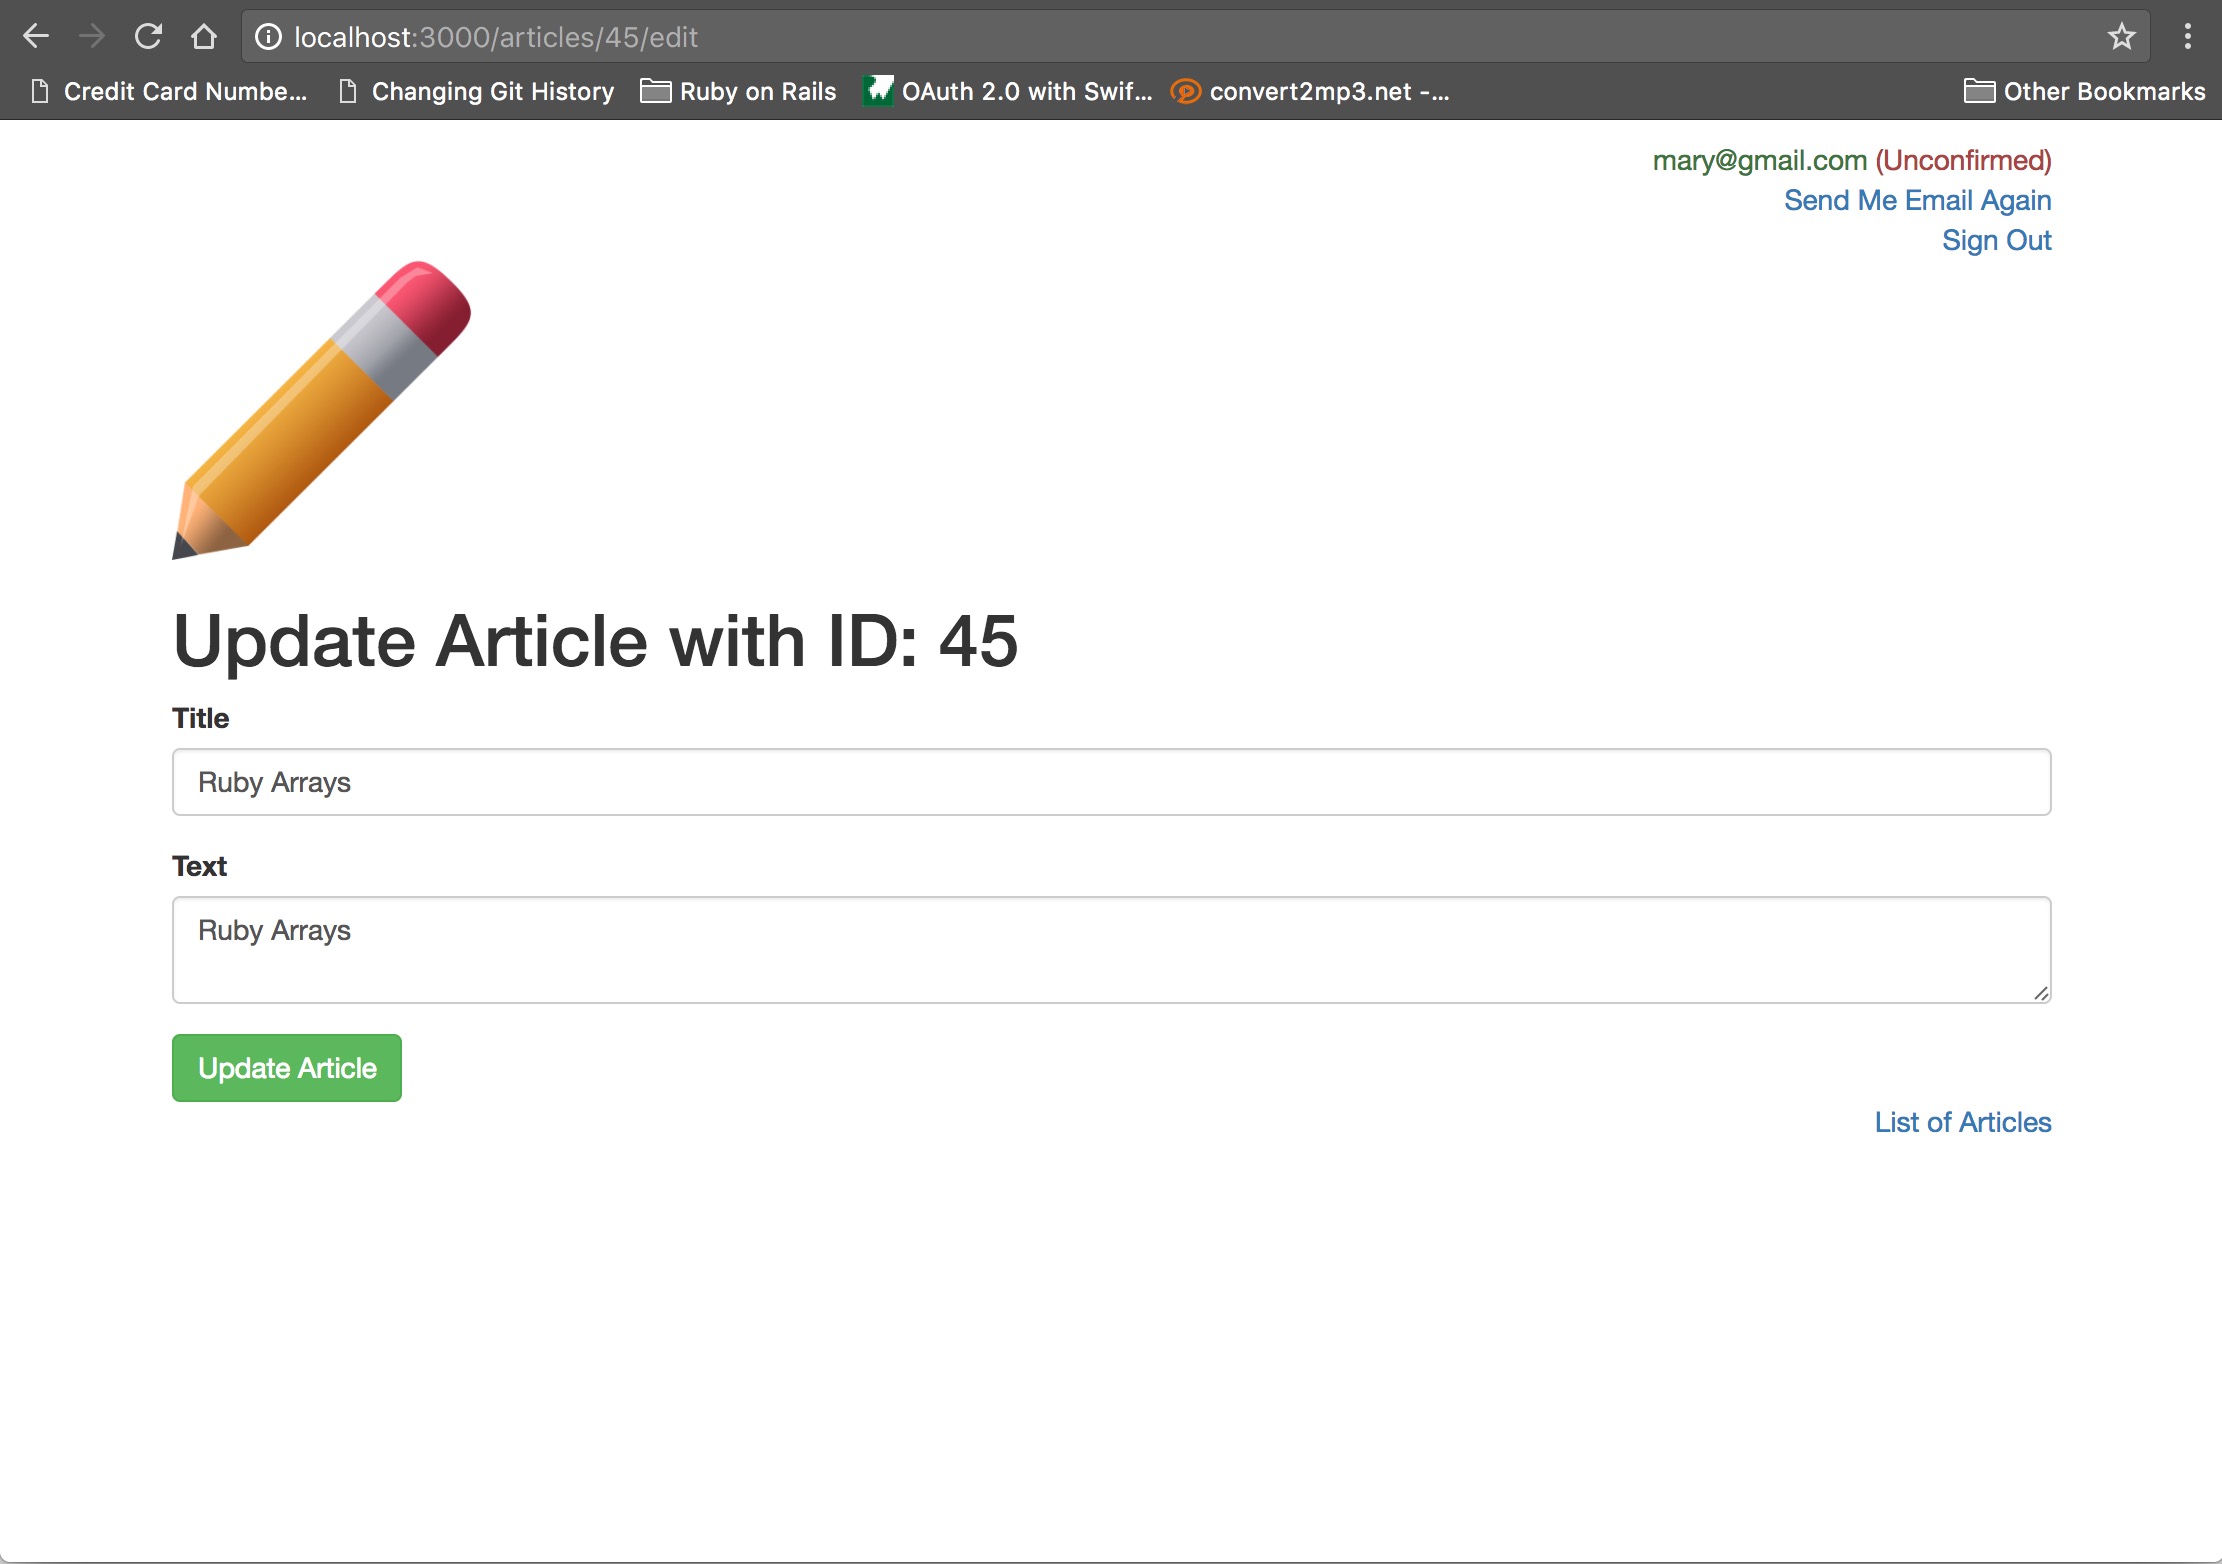 localhost:3000/articles/45/edit
Credit Card Numbe... Changing Git History Ruby on Rails OAuth 2.0 with Swif... convert2mp3.net -... Other Bookmarks
mary@gmail.com (Unconfirmed)
Send Me Email Again
Sign Out
Update Article with ID: 45
Title
Ruby Arrays
Text
Ruby Arrays
Update Article
List of Articles